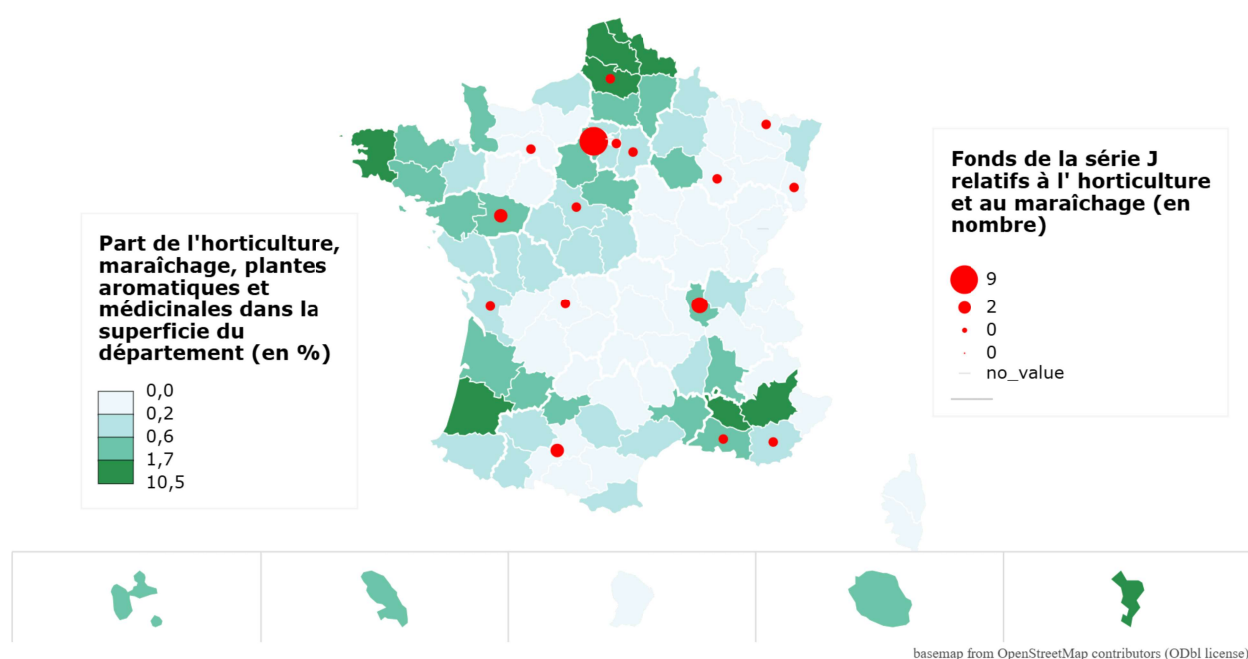 Part de l'horticulture,
maraîchage, plantes
aromatiques et
médicinales dans la
superficie du
département (en %)
0,0
0,2
0,6
1,7
10,5
Fonds de la série J
relatifs à l' horticulture
et au maraîchage (en
nombre)
9
2
0
0
no_value
basemap from OpenStreetMap contributors (ODbl license)